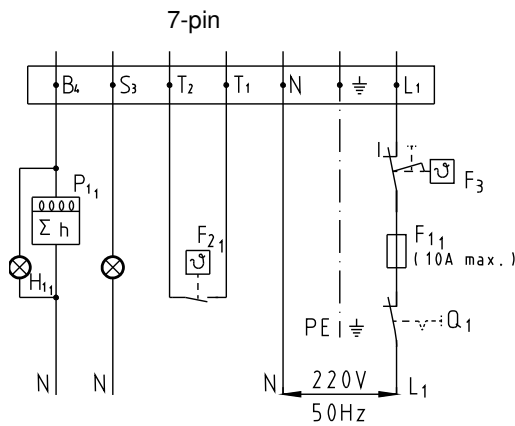 7-pin
B4 S3 T2 T1 N L1
P11
0000
Σ h
H11
F21
ϑ
ϑ
F3
F11
(10A max.)
PE
Q1
N N N 220V L1
50Hz